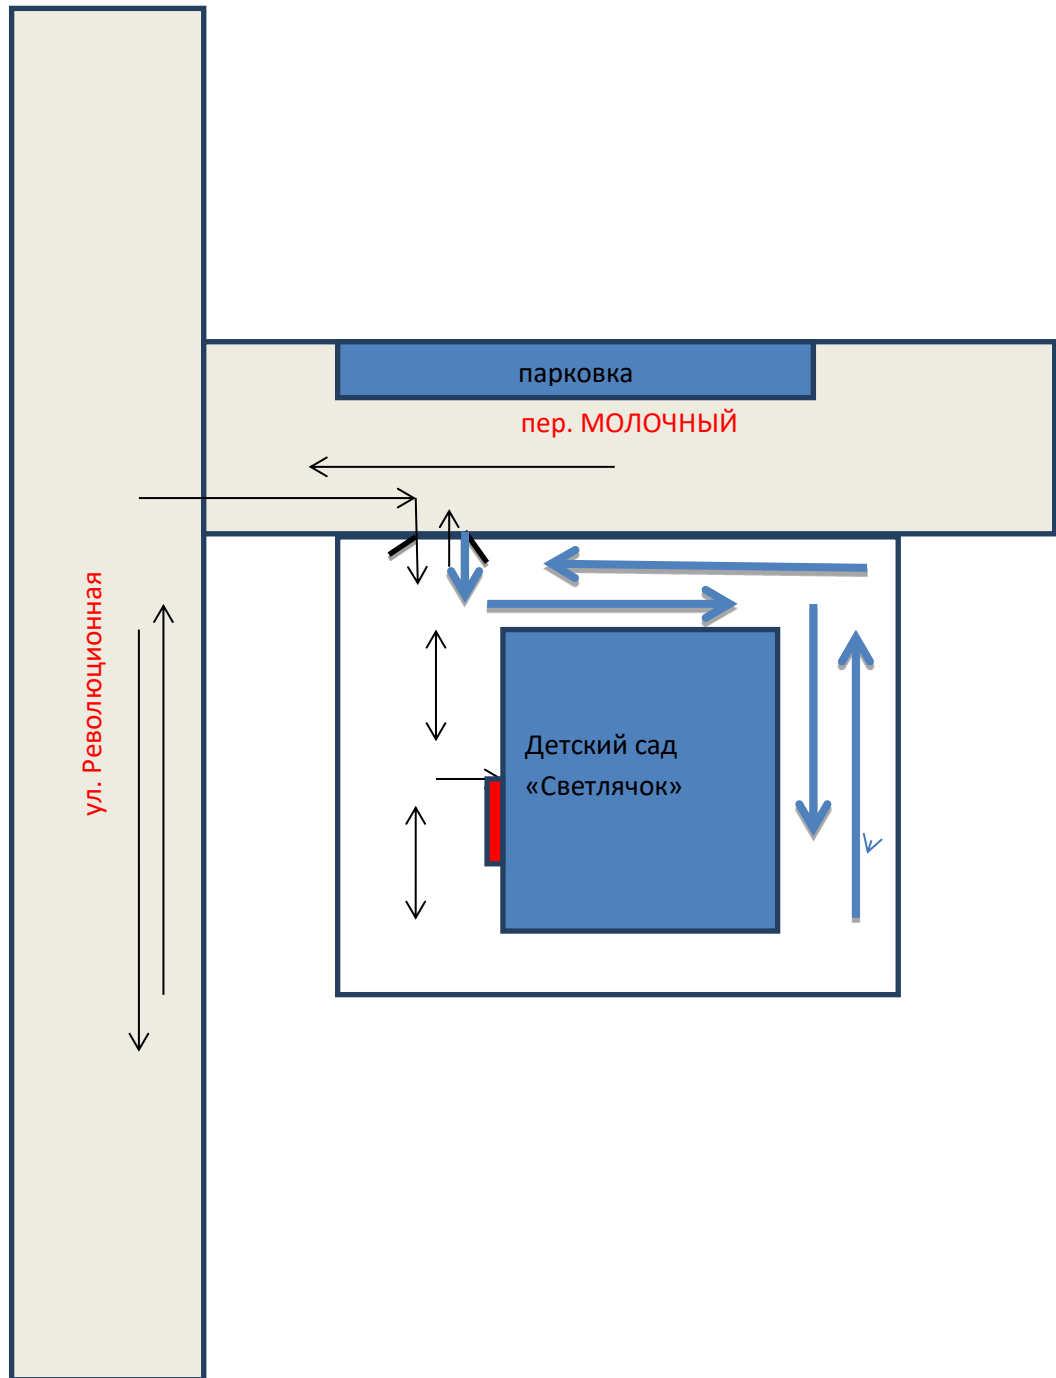 парковка
пер. МОЛОЧНЫЙ
ул. Революционная
Детский сад
«Светлячок»